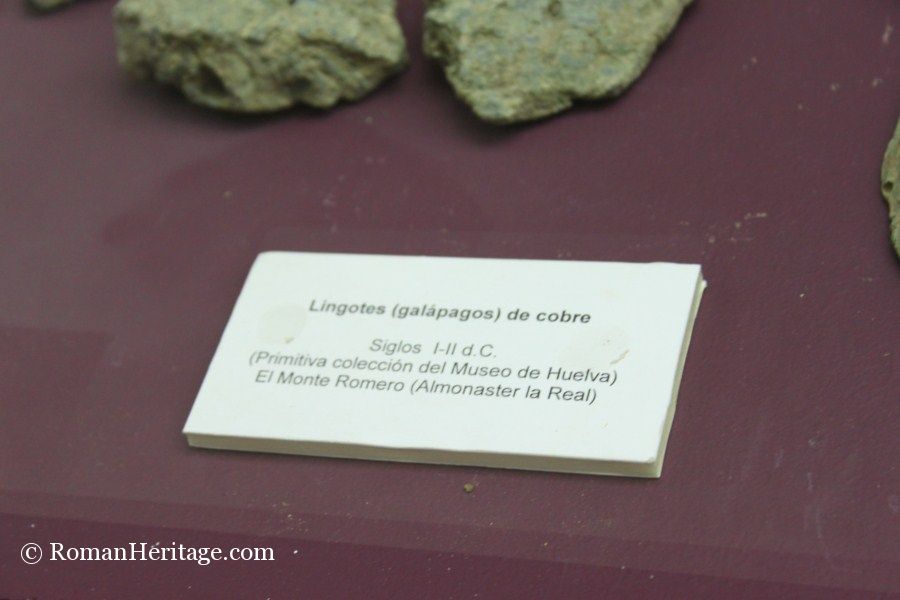 Lingotes (galápagos) de cobre
Siglos I-II d.C.
(Primitiva colección del Museo de Huelva)
El Monte Romero (Almonaster la Real)
© RomanHeritage.com